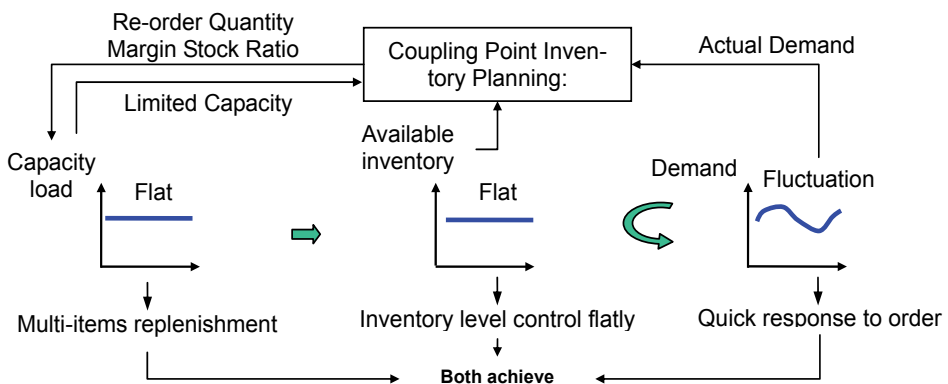 Re-order Quantity
Margin Stock Ratio
Coupling Point Inven-
tory Planning:
Actual Demand
Limited Capacity
Available
inventory
Capacity
load
Flat
Flat
Demand
Fluctuation
Multi-items replenishment
Inventory level control flatly
Quick response to order
Both achieve